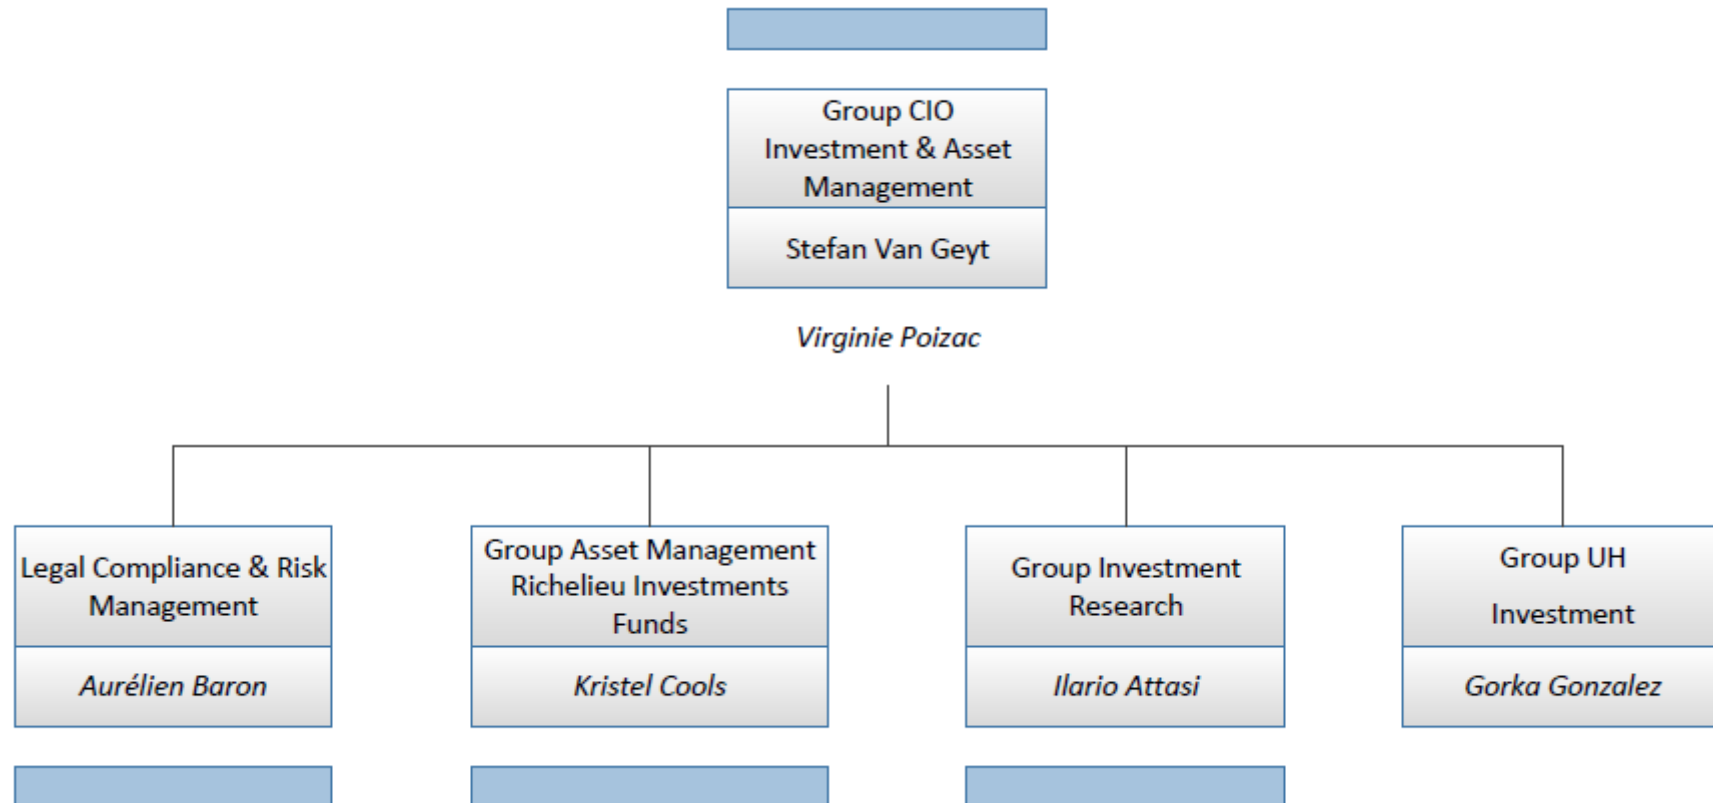 Group CIO
Investment & Asset
Management
Stefan Van Geyt
Virginie Poizac
Legal Compliance & Risk
Management
Aurélien Baron
Group Asset Management
Richelieu Investments
Funds
Kristel Cools
Group Investment
Research
Ilario Attasi
Group UH
Investment
Gorka Gonzalez